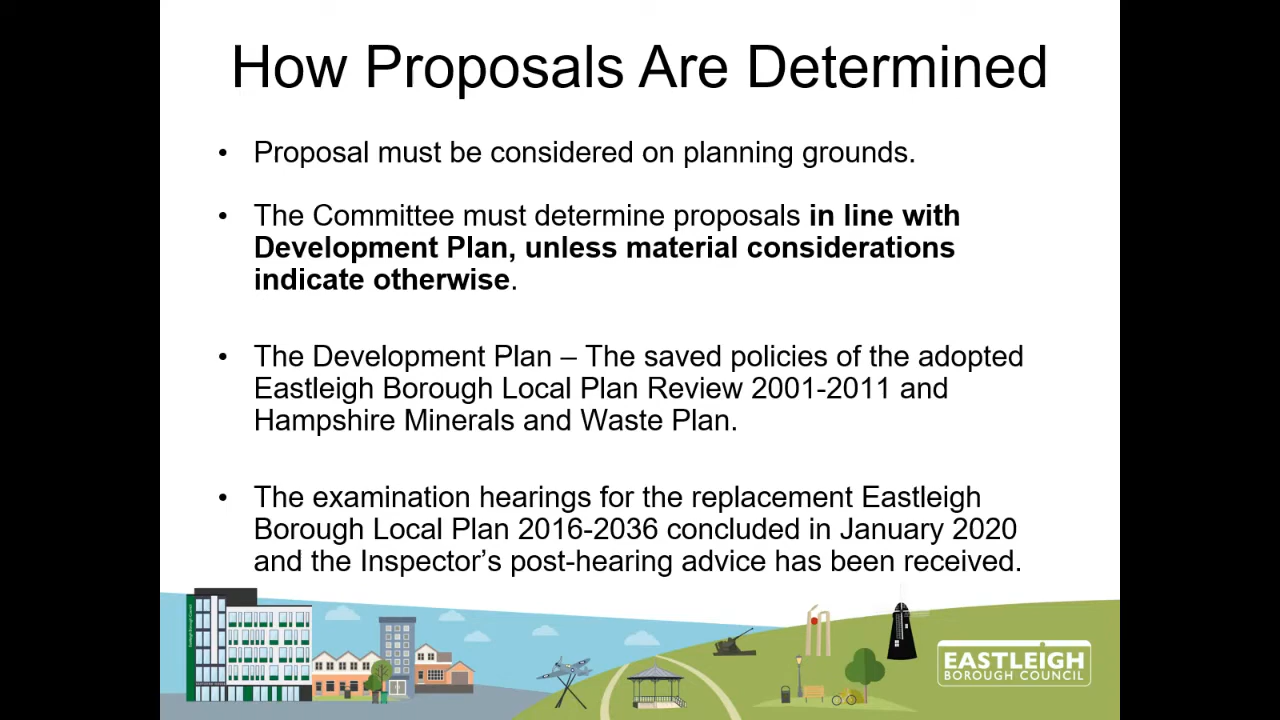 How Proposals Are Determined
• Proposal must be considered on planning grounds.
• The Committee must determine proposals in line with
Development Plan, unless material considerations
indicate otherwise.
• The Development Plan – The saved policies of the adopted
Eastleigh Borough Local Plan Review 2001-2011 and
Hampshire Minerals and Waste Plan.
• The examination hearings for the replacement Eastleigh
Borough Local Plan 2016-2036 concluded in January 2020
and the Inspector’s post-hearing advice has been received.
EASTLEIGH
BOROUGH COUNCIL